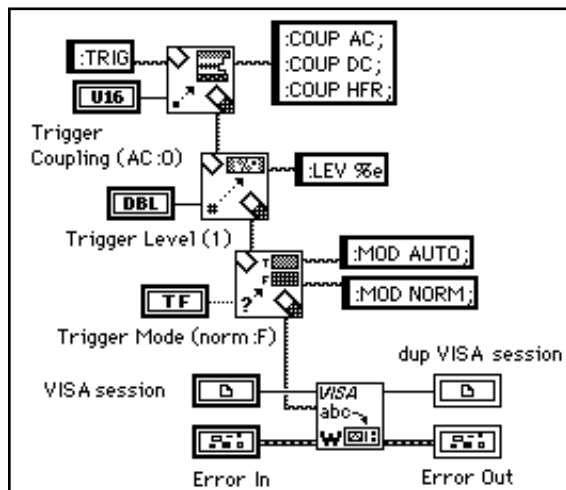 :TRIG
:COUP AC;
:COUP DC;
:COUP HFR;
U16
Trigger
Coupling (AC:0)
:LEV %e
DBL
#
Trigger Level (1)
T
F
:MOD AUTO;
:MOD NORM;
TF
?
Trigger Mode (norm:F)
dup VISA session
VISA session
VISA
abc
W
Error In
Error Out